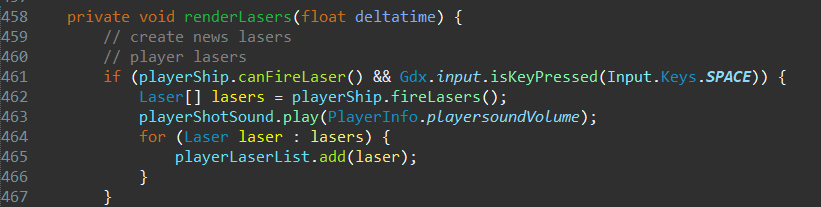 458 private void renderLasers(float deltatime) {
459 // create news lasers
460 // player lasers
461 if (playerShip.canFireLaser() && Gdx.input.isKeyPressed(Input.Keys.SPACE)) {
462 Laser[] lasers = playerShip.fireLasers();
463 playerShotSound.play(PlayerInfo.playersoundVolume);
464 for (Laser laser : lasers) {
465 playerLaserList.add(laser);
466 }
467 }